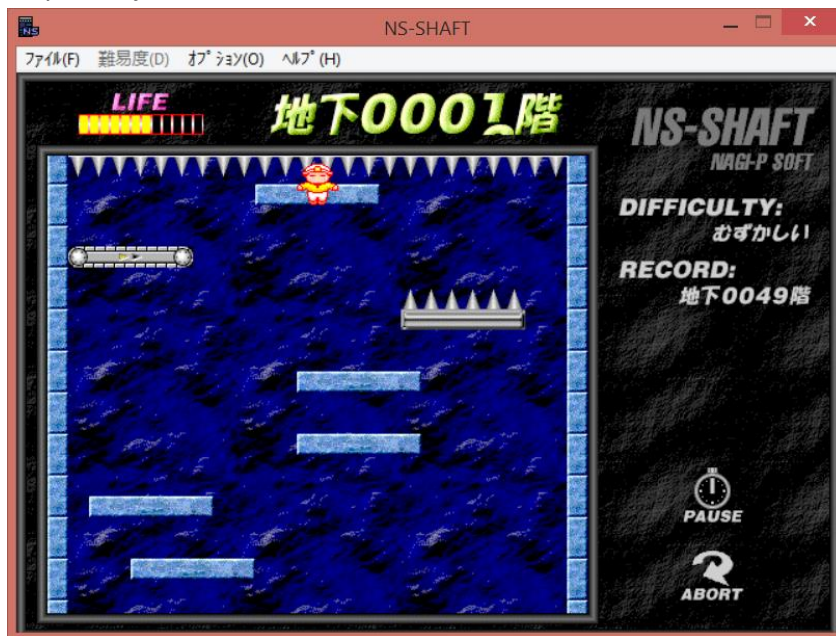 NS
NS-SHAFT
ファイル(F) 難易度(D) オプション(O) ヘルプ(H)
LIFE
地下0001階
NS-SHAFT
NAGI-P SOFT
DIFFICULTY:
むずかしい
RECORD:
地下0049階
PAUSE
ABORT